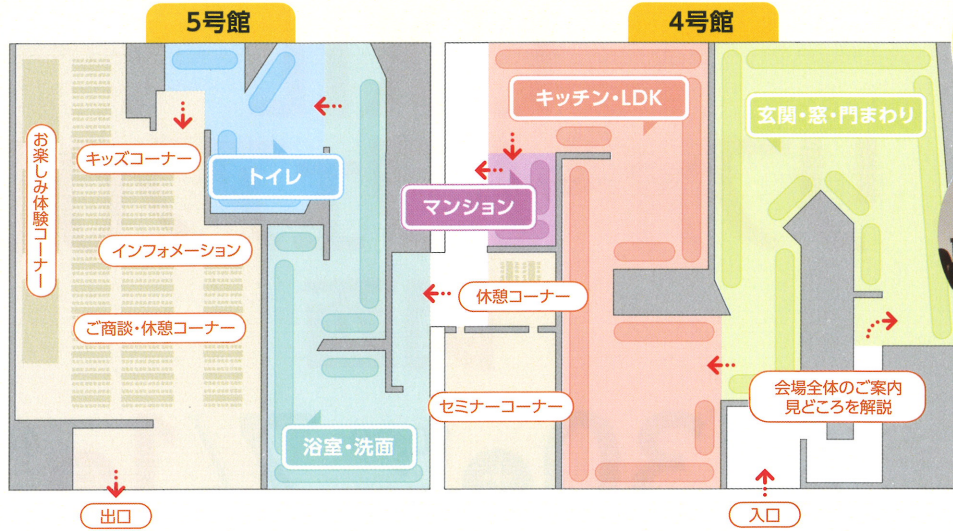 5号館
4号館
キッチン・LDK
玄関・窓・門まわり
お楽しみ体験コーナー
キッズコーナー
トイレ
マンション
インフォメーション
休憩コーナー
ご商談・休憩コーナー
セミナーコーナー
会場全体のご案内
見どころを解説
浴室・洗面
出口
入口